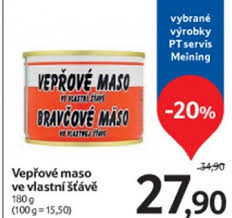 vybrané
výrobky
PT servis
Meining
VEPŘOVÉ MASO
VE VLASTNÍ ŠŤÁVĚ
BRAVČOVÉ MÄSO
VO VLASTNEJ ŠŤAVE
-20%
Vepřové maso
ve vlastní šťávě
180 g
(100 g = 15,50)
34,90
27,90